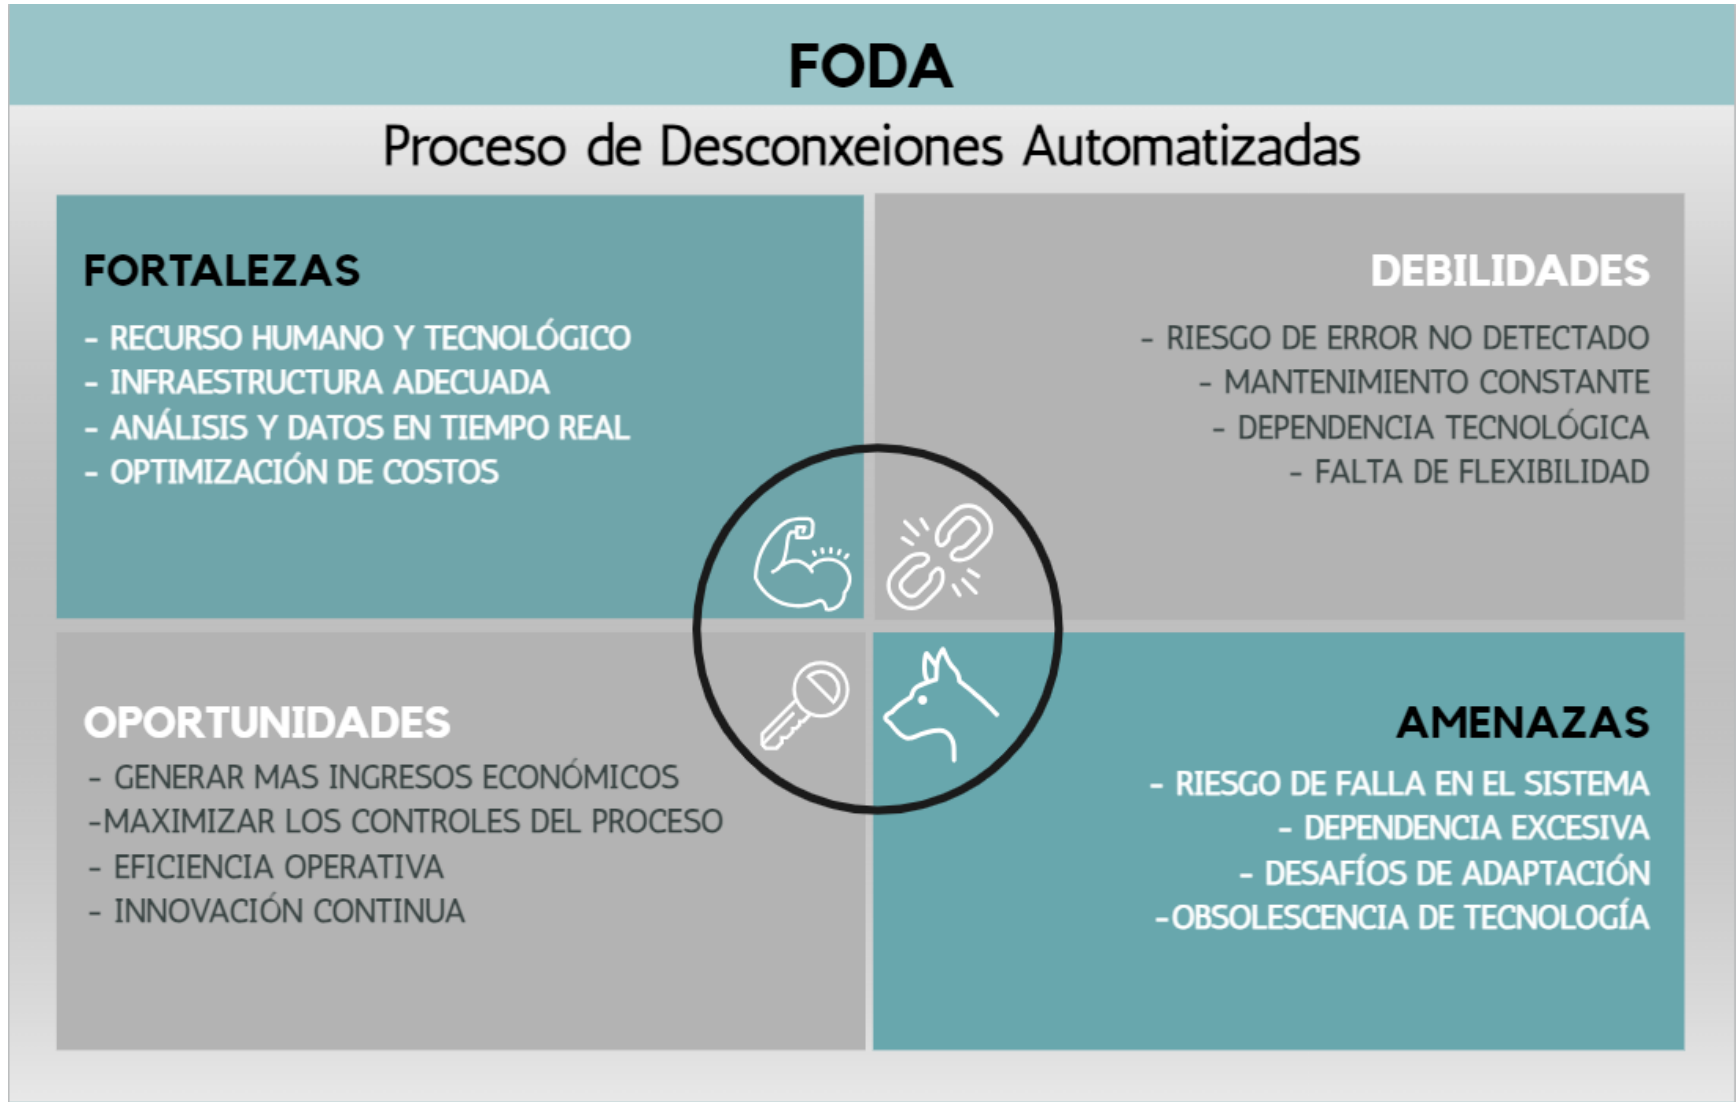 FODA
Proceso de Desconxeiones Automatizadas
FORTALEZAS
- RECURSO HUMANO Y TECNOLÓGICO
- INFRAESTRUCTURA ADECUADA
- ANÁLISIS Y DATOS EN TIEMPO REAL
- OPTIMIZACIÓN DE COSTOS
DEBILIDADES
- RIESGO DE ERROR NO DETECTADO
- MANTENIMIENTO CONSTANTE
- DEPENDENCIA TECNOLÓGICA
- FALTA DE FLEXIBILIDAD
OPORTUNIDADES
- GENERAR MAS INGRESOS ECONÓMICOS
-MAXIMIZAR LOS CONTROLES DEL PROCESO
- EFICIENCIA OPERATIVA
- INNOVACIÓN CONTINUA
AMENAZAS
- RIESGO DE FALLA EN EL SISTEMA
- DEPENDENCIA EXCESIVA
- DESAFÍOS DE ADAPTACIÓN
-OBSOLESCENCIA DE TECNOLOGÍA